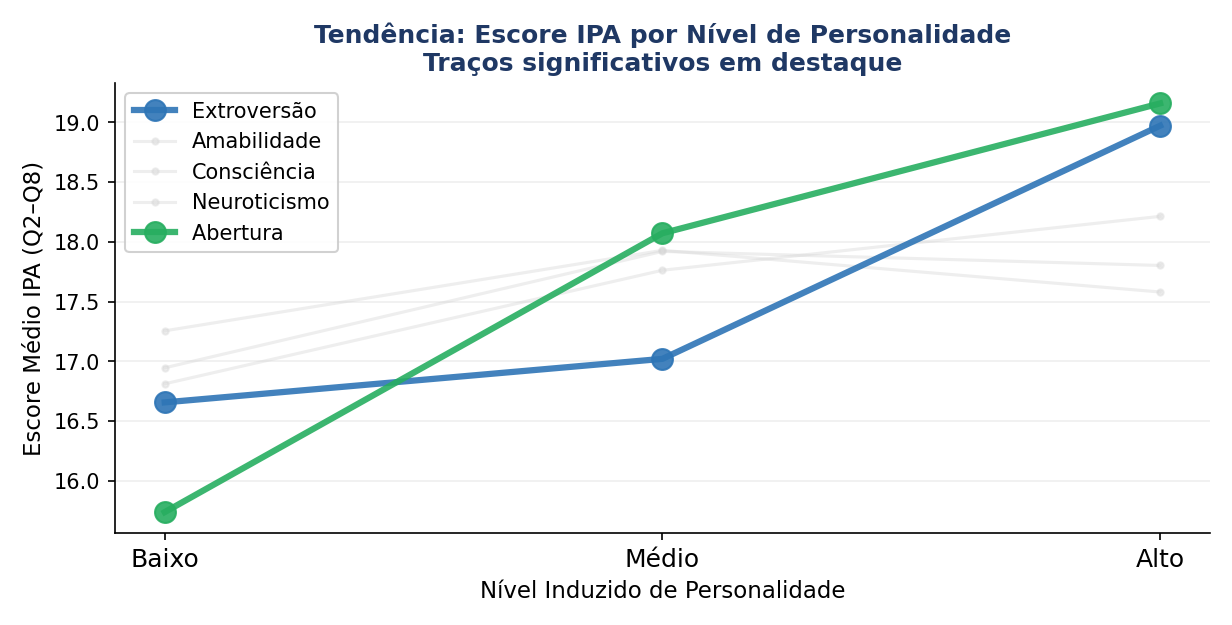 Tendência: Escore IPA por Nível de Personalidade
Traços significativos em destaque
Escore Médio IPA (Q2–Q8)
19.0
18.5
18.0
17.5
17.0
16.5
16.0
Extroversão
Amabilidade
Consciência
Neuroticismo
Abertura
Baixo
Médio
Alto
Nível Induzido de Personalidade